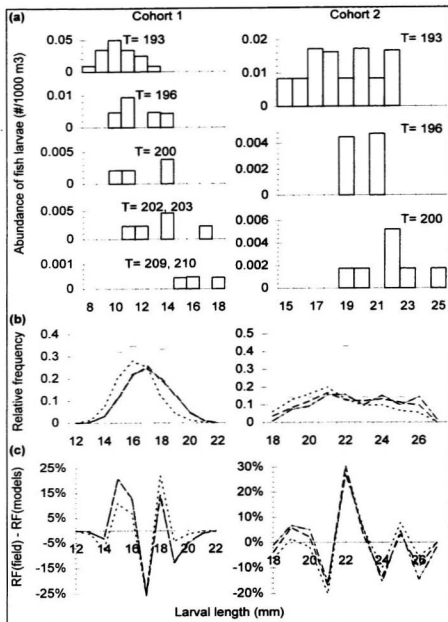 Cohort 1
Cohort 2
(a)
Abundance of fish larvae (#/1000 m3)
0.05
0
T= 193
0.01
0
T= 196
0.005
0
T= 200
0.005
0
T= 202, 203
0.001
0
T= 209, 210
8 10 12 14 16 18
0.02
0.01
0.00
T= 193
0.004
0.002
0
T= 196
0.006
0.004
0.002
0
T= 200
15 17 19 21 23 25
(b)
Relative frequency
0.4
0.3
0.2
0.1
0
12 14 16 18 20 22
0.5
0.4
0.3
0.2
0.1
0
18 20 22 24 26
(c)
RF(field) - RF(models)
25%
15%
5%
-5%
-15%
-25%
12 14 16 18 20 22
30%
20%
10%
0%
-10%
-20%
18 20 22 24 26
Larval length (mm)